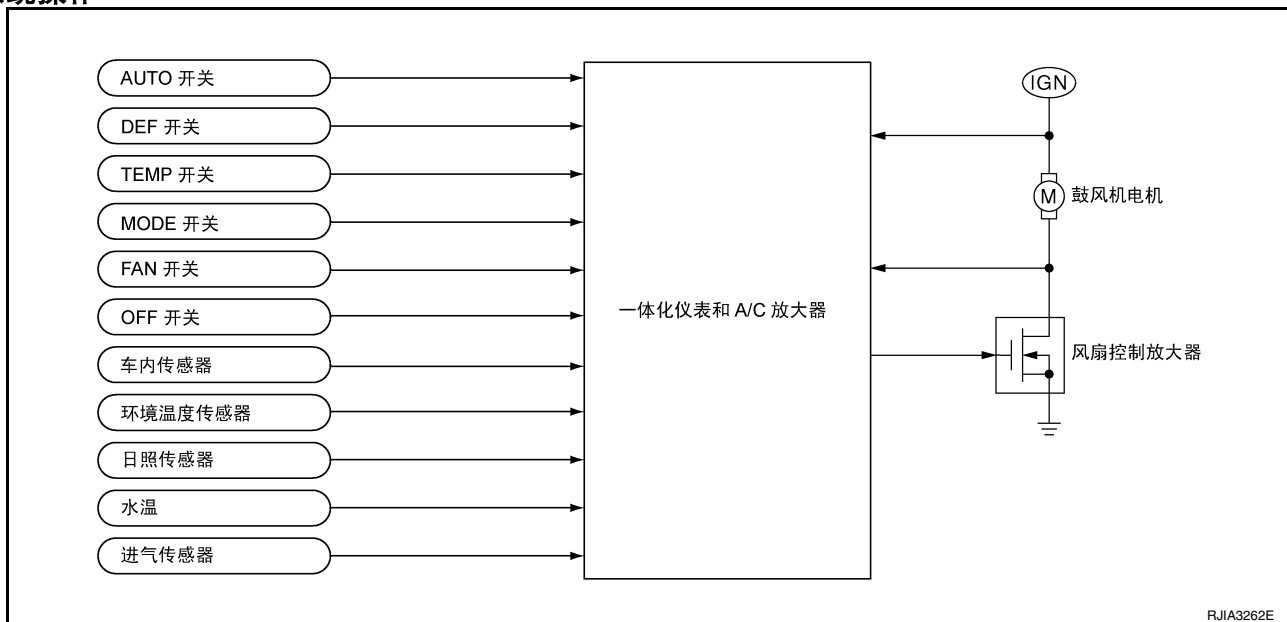 AUTO 开关
DEF 开关
TEMP 开关
MODE 开关
FAN 开关
OFF 开关
车内传感器
环境温度传感器
日照传感器
水温
进气传感器
一体化仪表和 A/C 放大器
IGN
M
鼓风机电机
风扇控制放大器
RJIA3262E